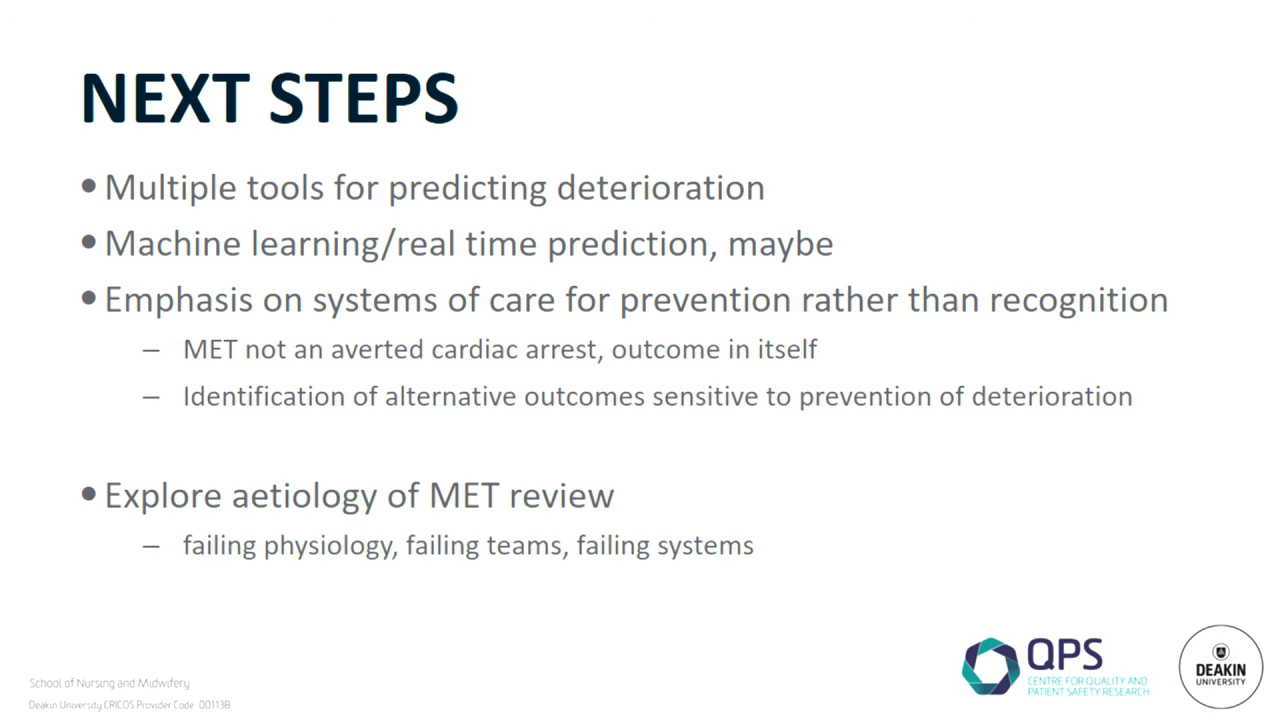 NEXT STEPS
• Multiple tools for predicting deterioration
• Machine learning/real time prediction, maybe
• Emphasis on systems of care for prevention rather than recognition
– MET not an averted cardiac arrest, outcome in itself
– Identification of alternative outcomes sensitive to prevention of deterioration
• Explore aetiology of MET review
– failing physiology, failing teams, failing systems
QPS
CENTRE FOR QUALITY AND
PATIENT SAFETY RESEARCH
DEAKIN
UNIVERSITY
School of Nursing and Midwifery
Deakin University CRICOS Provider Code 00113B